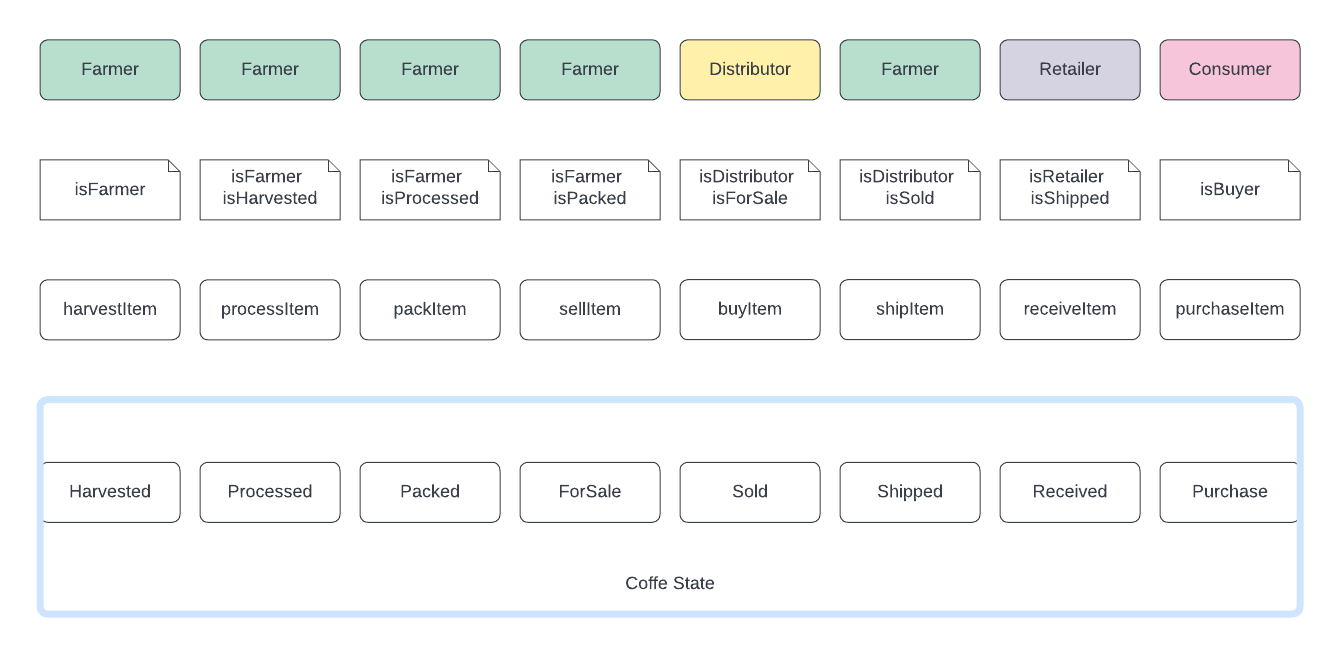 Farmer
Farmer
Farmer
Farmer
Distributor
Farmer
Retailer
Consumer
isFarmer
isFarmer
isHarvested
isFarmer
isProcessed
isFarmer
isPacked
isDistributor
isForSale
isDistributor
isSold
isRetailer
isShipped
isBuyer
harvestItem
processItem
packItem
sellItem
buyItem
shipItem
receiveItem
purchaseItem
Harvested
Processed
Packed
ForSale
Sold
Shipped
Received
Purchase
Coffe State